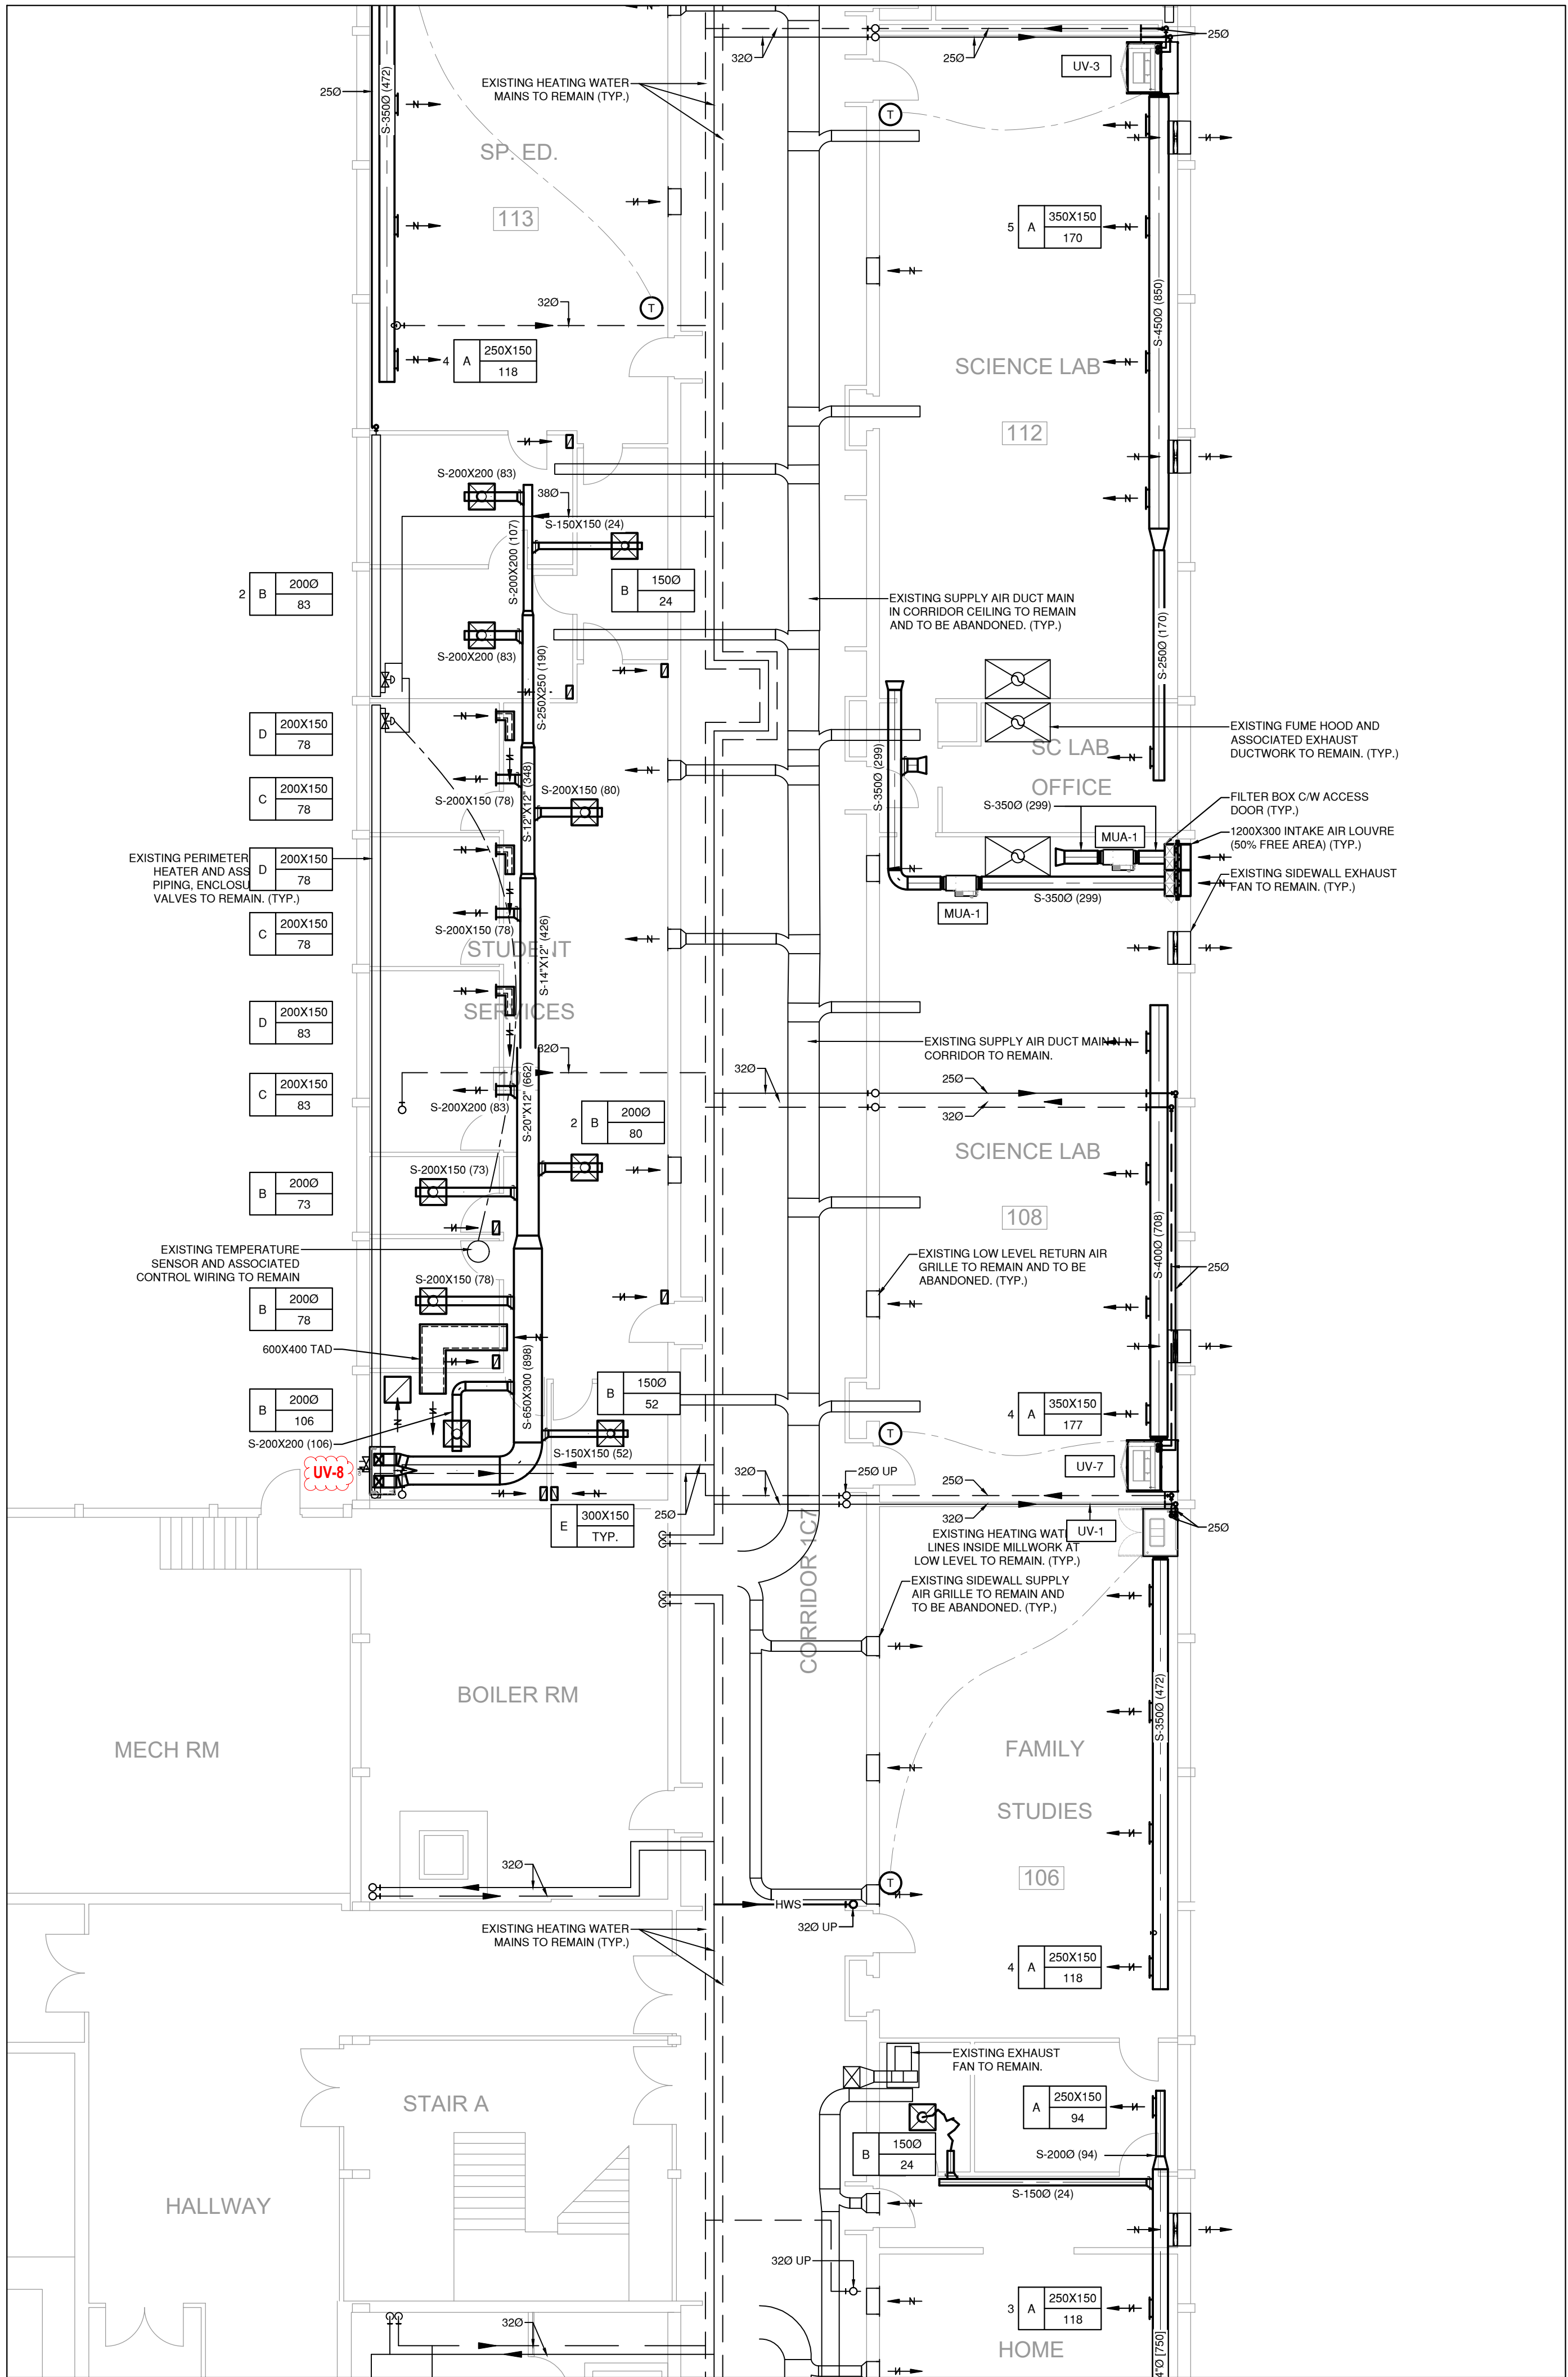 32Ø
25Ø
25Ø
UV-3
EXISTING HEATING WATER
MAINS TO REMAIN (TYP.)
25Ø
S-350Ø (472)
T
SP. ED.
113
5
A
350X150
170
S-450Ø (850)
32Ø
T
4
A
250X150
118
SCIENCE LAB
112
S-200X200 (83)
38Ø
S-150X150 (24)
S-200X200 (107)
2
B
200Ø
83
B
150Ø
24
EXISTING SUPPLY AIR DUCT MAIN
IN CORRIDOR CEILING TO REMAIN
AND TO BE ABANDONED. (TYP.)
S-200X200 (83)
S-250X250 (190)
S-250Ø (170)
D
200X150
78
EXISTING FUME HOOD AND
ASSOCIATED EXHAUST
DUCTWORK TO REMAIN. (TYP.)
SC LAB
OFFICE
S-350Ø (299)
C
200X150
78
S-200X150 (78)
S-12"X12" (348)
S-200X150 (80)
S-350Ø (299)
FILTER BOX C/W ACCESS
DOOR (TYP.)
MUA-1
1200X300 INTAKE AIR LOUVRE
(50% FREE AREA) (TYP.)
EXISTING PERIMETER
HEATER AND ASS
PIPING, ENCLOSU
VALVES TO REMAIN. (TYP.)
D
200X150
78
EXISTING SIDEWALL EXHAUST
FAN TO REMAIN. (TYP.)
S-350Ø (299)
MUA-1
C
200X150
78
S-200X150 (78)
S-14"X12" (426)
STUDENT
SERVICES
D
200X150
83
EXISTING SUPPLY AIR DUCT MAIN
CORRIDOR TO REMAIN.
32Ø
32Ø
25Ø
32Ø
C
200X150
83
S-200X200 (83)
S-20"X12" (662)
2
B
200Ø
80
SCIENCE LAB
108
S-200X150 (73)
B
200Ø
73
S-400Ø (708)
EXISTING TEMPERATURE
SENSOR AND ASSOCIATED
CONTROL WIRING TO REMAIN
EXISTING LOW LEVEL RETURN AIR
GRILLE TO REMAIN AND TO BE
ABANDONED. (TYP.)
25Ø
S-200X150 (78)
B
200Ø
78
600X400 TAD
S-650X300 (898)
B
150Ø
52
B
200Ø
106
4
A
350X150
177
S-200X200 (106)
S-150X150 (52)
T
UV-8
UV-7
32Ø
25Ø UP
25Ø
32Ø
E
300X150
TYP.
25Ø
UV-1
25Ø
EXISTING HEATING WAT
LINES INSIDE MILLWORK AT
LOW LEVEL TO REMAIN. (TYP.)
CORRIDOR 1C7
EXISTING SIDEWALL SUPPLY
AIR GRILLE TO REMAIN AND
TO BE ABANDONED. (TYP.)
BOILER RM
MECH RM
S-350Ø (472)
FAMILY
STUDIES
106
32Ø
T
HWS
32Ø UP
EXISTING HEATING WATER
MAINS TO REMAIN (TYP.)
4
A
250X150
118
EXISTING EXHAUST
FAN TO REMAIN.
STAIR A
A
250X150
94
B
150Ø
24
S-200Ø (94)
S-150Ø (24)
HALLWAY
32Ø UP
3
A
250X150
118
32Ø
HOME
4"Ø [750]